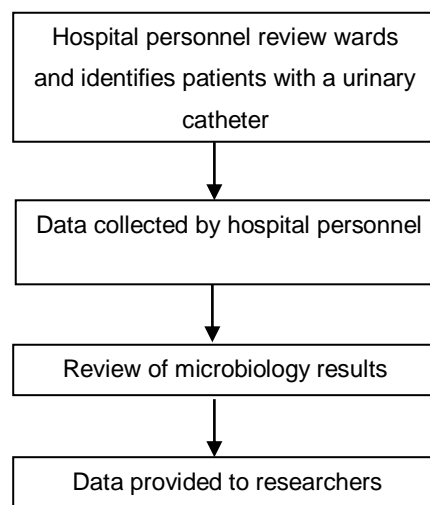 Hospital personnel review wards
and identifies patients with a urinary
catheter
Data collected by hospital personnel
Review of microbiology results
Data provided to researchers